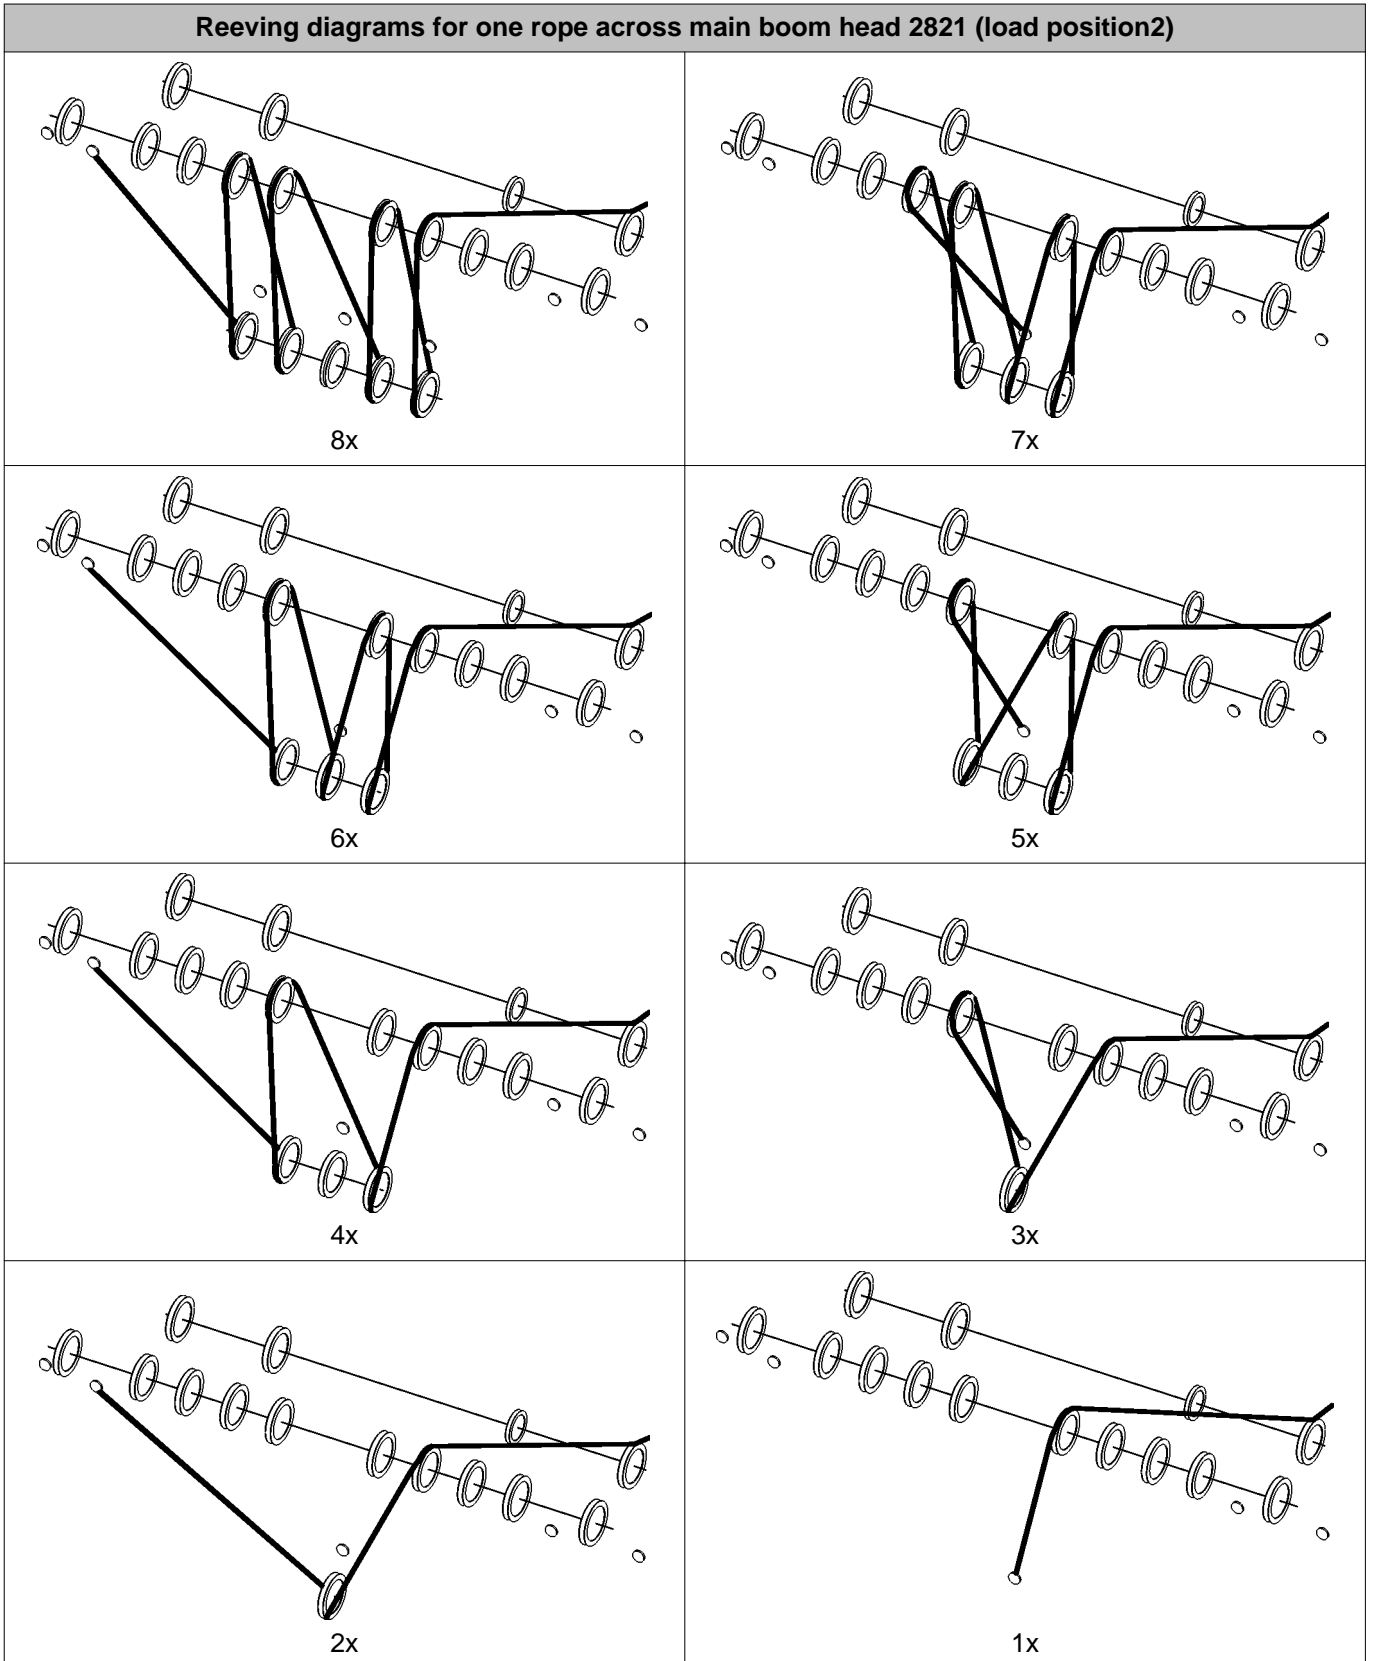 Reeving diagrams for one rope across main boom head 2821 (load position2)
8x
7x
6x
5x
4x
3x
2x
1x